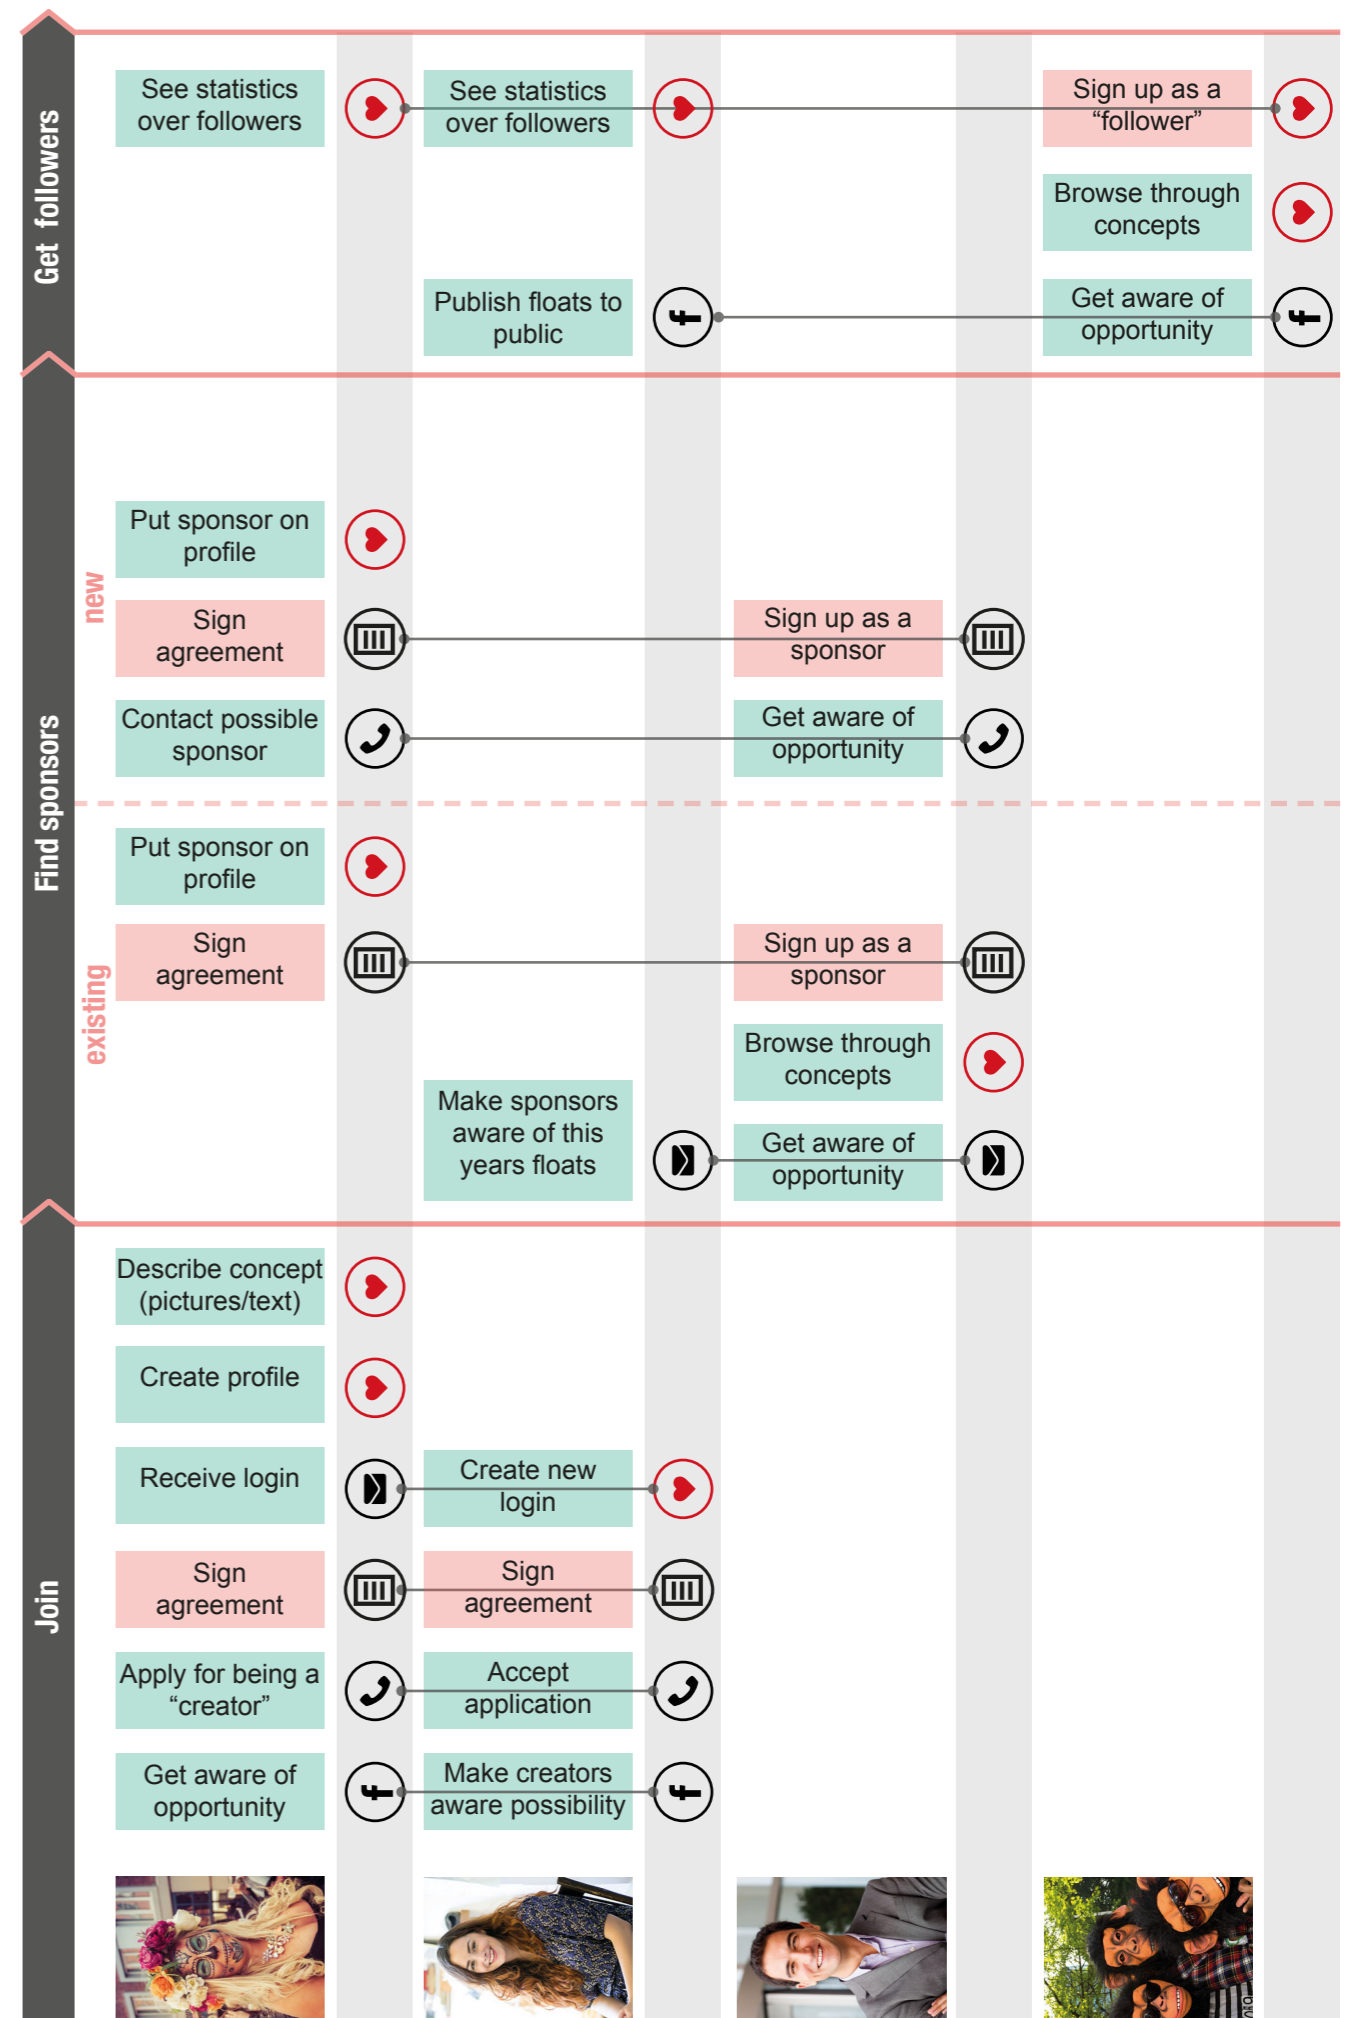 Get followers
See statistics
over followers
See statistics
over followers
Sign up as a
“follower”
Browse through
concepts
Publish floats to
public
Get aware of
opportunity
Find sponsors
new
Put sponsor on
profile
Sign
agreement
Sign up as a
sponsor
Contact possible
sponsor
Get aware of
opportunity
existing
Put sponsor on
profile
Sign
agreement
Sign up as a
sponsor
Browse through
concepts
Make sponsors
aware of this
years floats
Get aware of
opportunity
Join
Describe concept
(pictures/text)
Create profile
Receive login
Create new
login
Sign
agreement
Sign
agreement
Apply for being a
“creator”
Accept
application
Get aware of
opportunity
Make creators
aware possibility